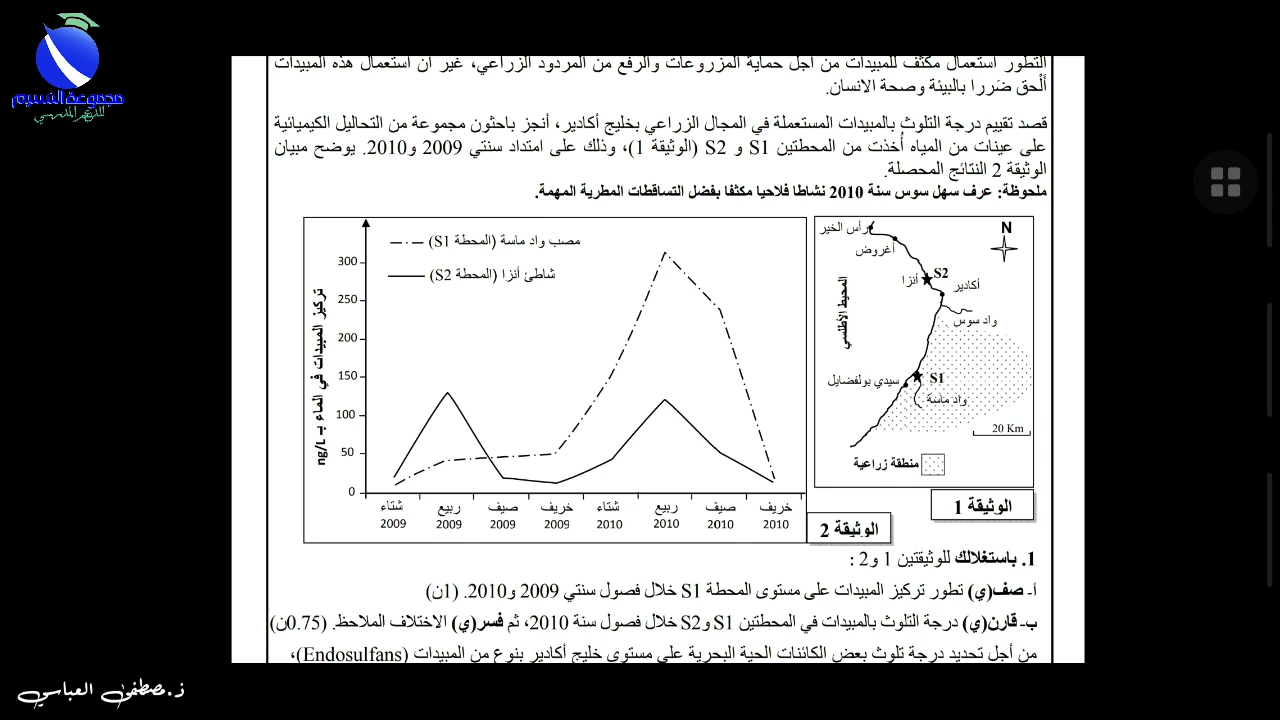 مجموعة النسيم
للدعم المدرسي
التطور استعمال مكثف للمبيدات من أجل حماية المزروعات والرفع من المردود الزراعي، غير أن استعمال هذه المبيدات
ألْحق ضَررا بالبيئة وصحة الانسان.
قصد تقييم درجة التلوث بالمبيدات المستعملة في المجال الزراعي بخليج أكادير، أنجز باحثون مجموعة من التحاليل الكيميائية
على عينات من المياه أُخذت من المحطتين S1 و S2 (الوثيقة 1)، وذلك على امتداد سنتي 2009 و2010. يوضح مبيان
الوثيقة 2 النتائج المحصلة.
ملحوظة: عرف سهل سوس سنة 2010 نشاطا فلاحيا مكثفا بفضل التساقطات المطرية المهمة.
N
رأس الخير
أغروض
S2
أنزا
أكادير
المحيط الأطلسي
واد سوس
S1
سيدي بولفضايل
واد ماسة
20 Km
منطقة زراعية
الوثيقة 1
مصب واد ماسة (المحطة S1)
شاطئ أنزا (المحطة S2)
تركيز المبيدات في الماء بـ ng/L
300
250
200
150
100
50
0
شتاء 2009
ربيع 2009
صيف 2009
خريف 2009
شتاء 2010
ربيع 2010
صيف 2010
خريف 2010
الوثيقة 2
1. باستغلالك للوثيقتين 1 و2 :
أ- صف(ي) تطور تركيز المبيدات على مستوى المحطة S1 خلال فصول سنتي 2009 و2010. (1ن)
ب- قارن(ي) درجة التلوث بالمبيدات في المحطتين S1 وS2 خلال فصول سنة 2010، ثم فسر(ي) الاختلاف الملاحظ. (0.75ن)
من أجل تحديد درجة تلوث بعض الكائنات الحية البحرية على مستوى خليج أكادير بنوع من المبيدات (Endosulfans)،
ذ.مصطفى العباسي